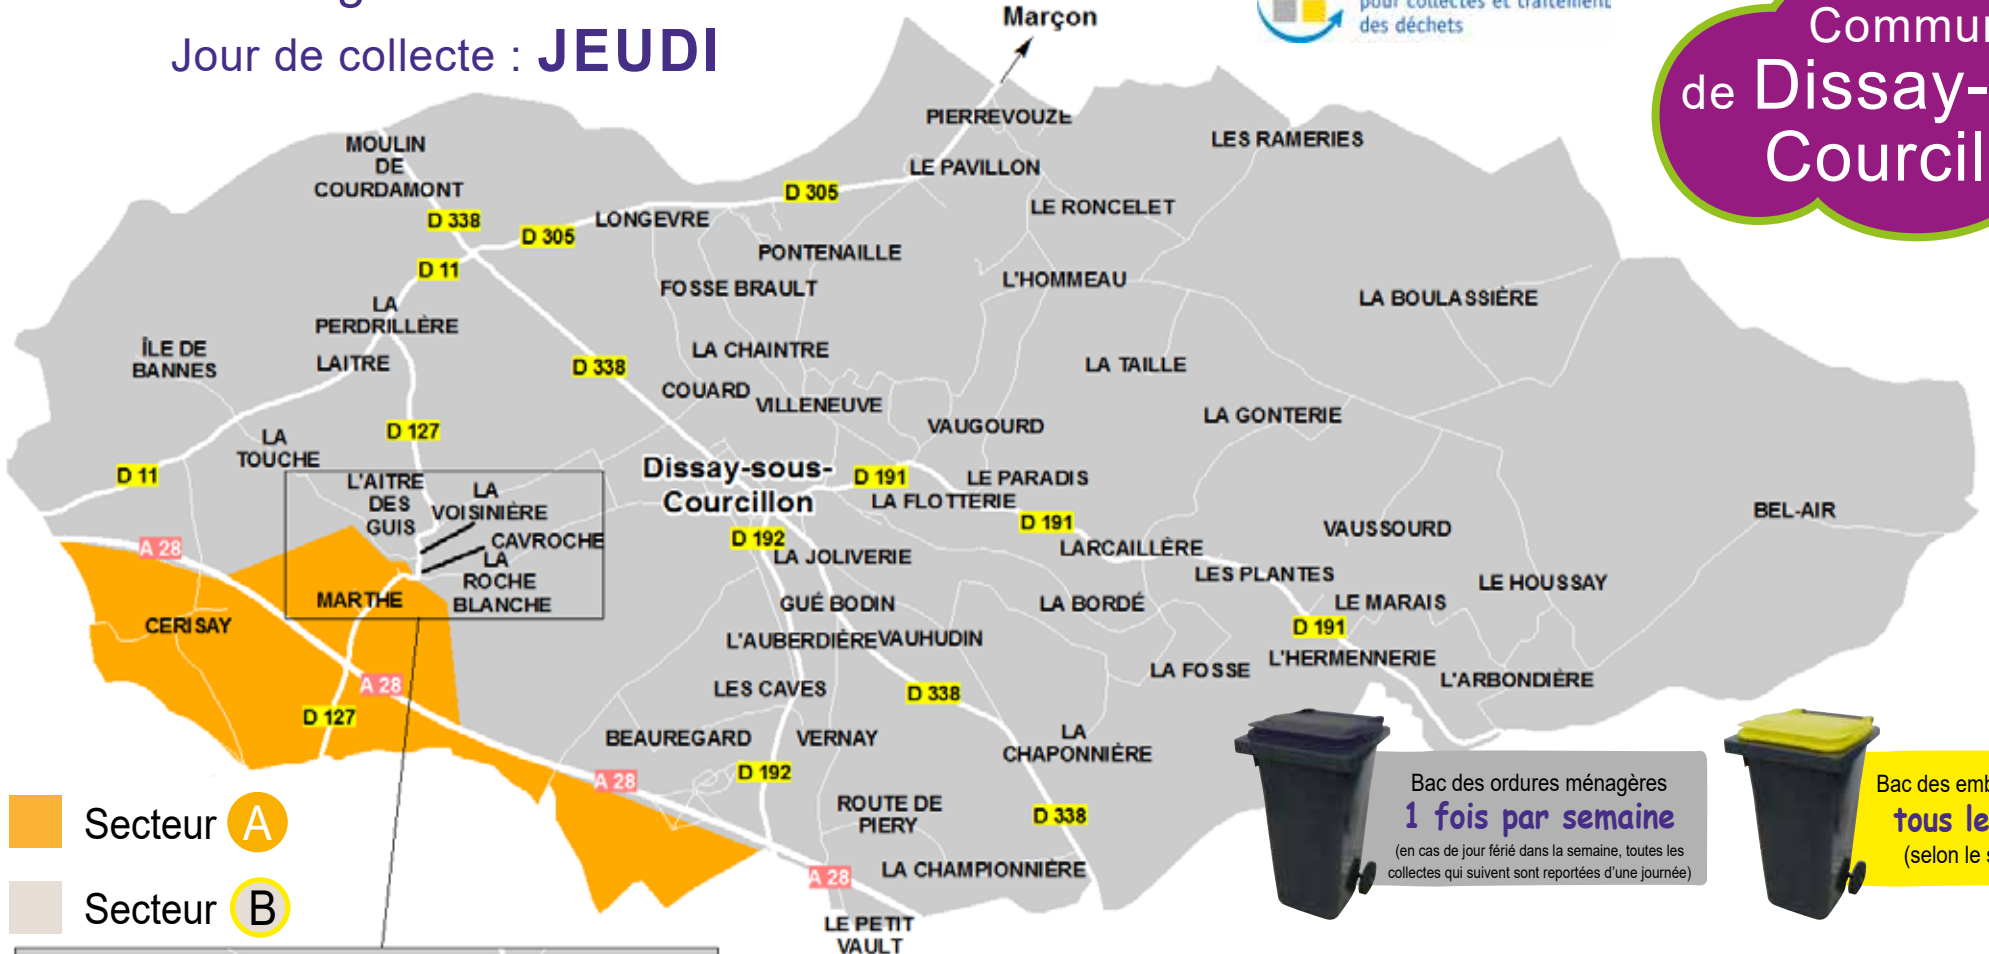 Jour de collecte : JEUDI
Marçon
pour collectes et traitement
des déchets
de Dissay-
MOULIN
DE
COURDAMONT
PIERREVOUZE
LES RAMERIES
LE PAVILLON
D 305
LE RONCELET
D 338
D 305
LONGEVRE
PONTENAILLE
D 11
FOSSE BRAULT
L'HOMMEAU
LA BOULASSIÈRE
LA
PERDRILLÈRE
ÎLE DE
BANNES
LAITRE
D 338
LA CHAINTRE
LA TAILLE
COUARD
VILLENEUVE
LA GONTERIE
D 127
VAUGOURD
LA
TOUCHE
D 11
L'AITRE
DES
GUIS
LA
VOISINIÈRE
CAVROCHE
LA
ROCHE
BLANCHE
Dissay-sous-
Courcillon
D 191
LE PARADIS
LA FLOTTERIE
D 191
BEL-AIR
VAUSSOURD
A 28
D 192
LA JOLIVERIE
LARCAILLÈRE
LES PLANTES
LE HOUSSAY
MARTHE
GUÉ BODIN
LA BORDÉ
LE MARAIS
CERISAY
D 191
L'AUBERDIÈRE
VAUHUDIN
L'HERMENNERIE
LA FOSSE
L'ARBONDIÈRE
A 28
LES CAVES
D 338
D 127
BEAUREGARD
VERNAY
LA
CHAPONNIÈRE
A 28
D 192
ROUTE DE
PIERY
D 338
A 28
LA CHAMPIONNIÈRE
LE PETIT
VAULT
Secteur A
Secteur B
Bac des ordures ménagères
1 fois par semaine
(en cas de jour férié dans la semaine, toutes les
collectes qui suivent sont reportées d'une journée)
Bac des
tous
(selon le